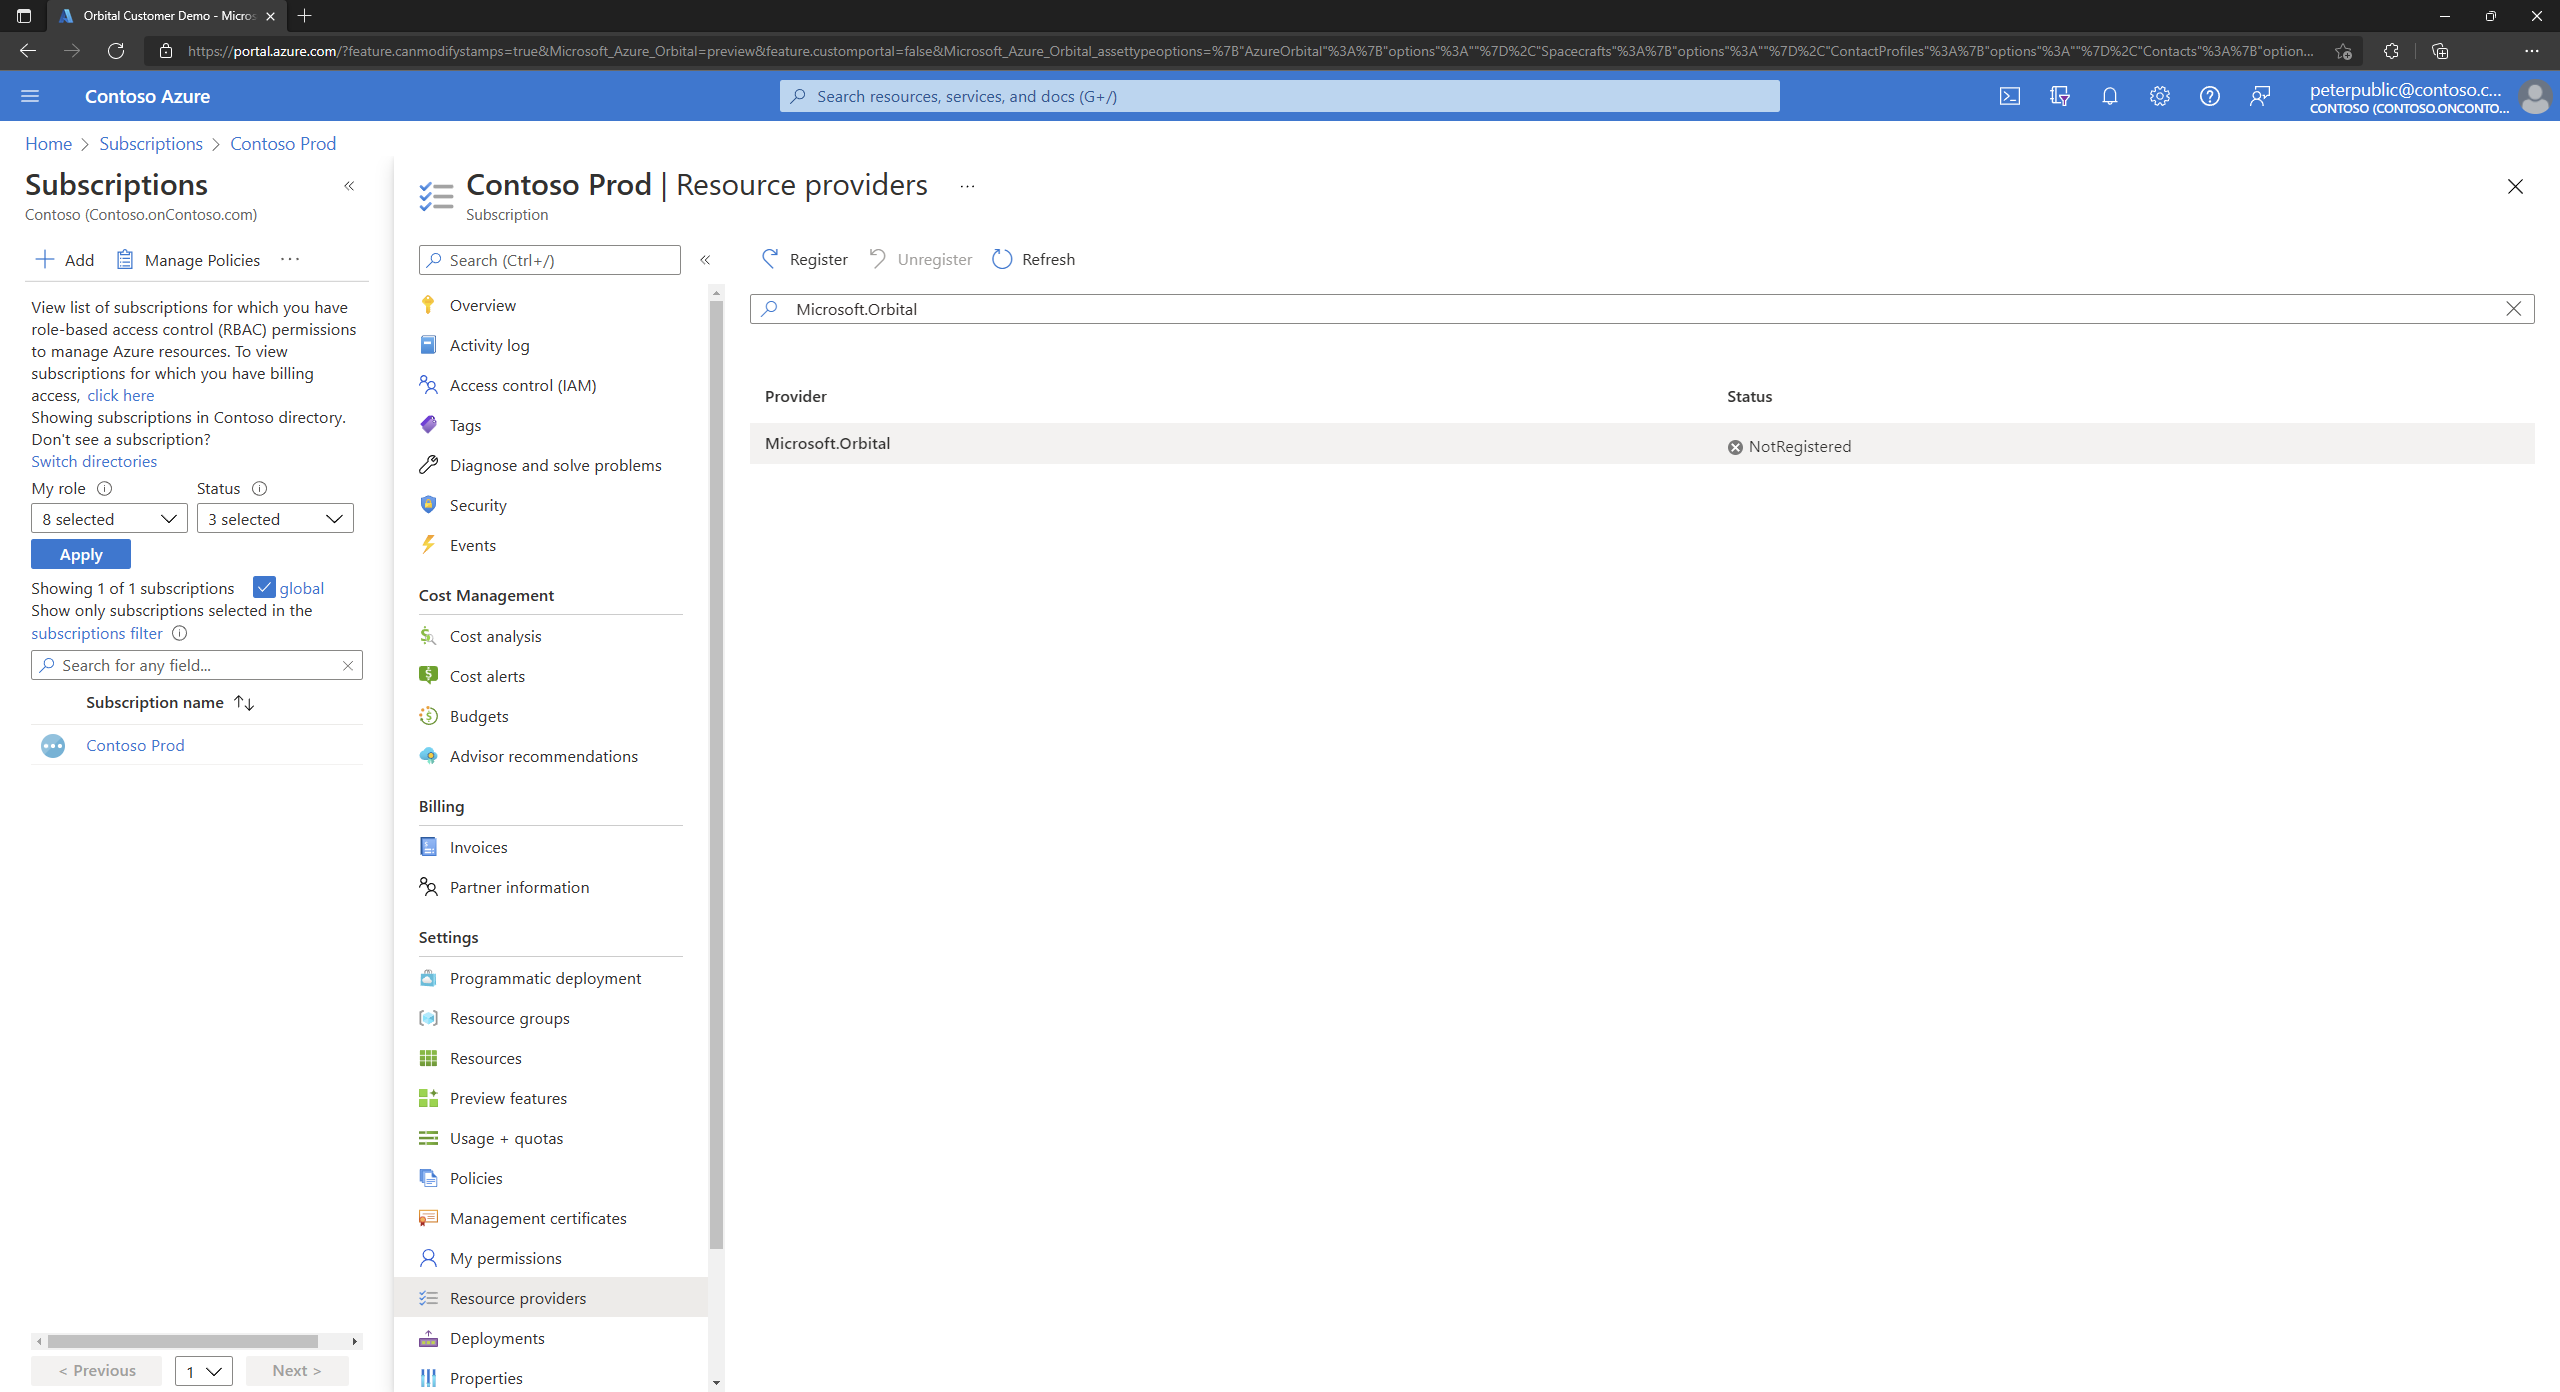 Orbital Customer Demo - Micros
https://portal.azure.com/?feature.canmodifystamps=true&Microsoft_Azure_Orbital=preview&feature.customportal=false&Microsoft_Azure_Orbital_assettypeoptions=%7B"AzureOrbital"%3A%7B"options"%3A""%7D%2C"Spacecrafts"%3A%7B"options"%3A""%7D%2C"ContactProfiles"%3A%7B"options"%3A""%7D%2C"Contacts"%3A%7B"option...
Contoso Azure
Search resources, services, and docs (G+/)
peterpublic@contoso.c...
CONTOSO (CONTOSO.ONCONTO...
Home > Subscriptions > Contoso Prod
Subscriptions
Contoso (Contoso.onContoso.com)
Add
Manage Policies
View list of subscriptions for which you have
role-based access control (RBAC) permissions
to manage Azure resources. To view
subscriptions for which you have billing
access, click here
Showing subscriptions in Contoso directory.
Don't see a subscription?
Switch directories
My role
Status
8 selected
3 selected
Apply
Showing 1 of 1 subscriptions
global
Show only subscriptions selected in the
subscriptions filter
Search for any field...
Subscription name
Contoso Prod
< Previous
1
Next >
Contoso Prod | Resource providers
Subscription
Search (Ctrl+/)
Overview
Activity log
Access control (IAM)
Tags
Diagnose and solve problems
Security
Events
Cost Management
Cost analysis
Cost alerts
Budgets
Advisor recommendations
Billing
Invoices
Partner information
Settings
Programmatic deployment
Resource groups
Resources
Preview features
Usage + quotas
Policies
Management certificates
My permissions
Resource providers
Deployments
Properties
Register
Unregister
Refresh
Microsoft.Orbital
Provider
Status
Microsoft.Orbital
NotRegistered